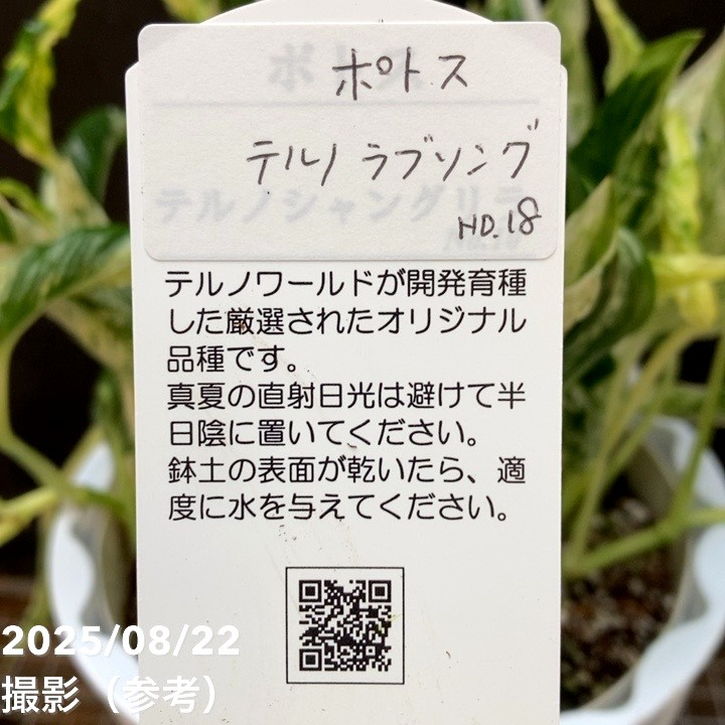 ポトス
ポトス
テルノ ラブソング
テルノシャングリラ
HD.18
テルノワールドが開発育種
した厳選されたオリジナル
品種です。
真夏の直射日光は避けて半
日陰に置いてください。
鉢土の表面が乾いたら、適
度に水を与えてください。
2025/08/22
撮影（参考）